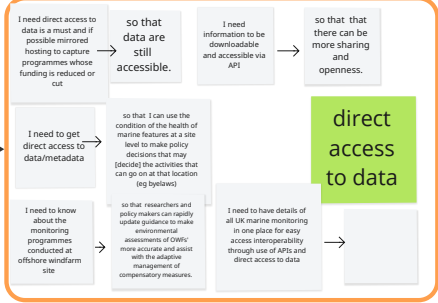 I need direct access to
data is a must and if
possible mirrored
hosting to capture
programmes whose
funding is reduced or
cut
so that
data are
still
accessible.
I need
information to be
downloadable
and accessible via
API
so that that
there can be
more sharing
and
openness.
I need to get
direct access to
data/metadata
so that I can use the
condition of the health of
marine features at a site
level to make policy
decisions that may
[decide] the activities that
can go on at that location
(eg byelaws)
direct
access
to data
I need to know
about the
monitoring
programmes
conducted at
offshore windfarm
site
so that researchers and
policy makers can rapidly
update guidance to make
environmental
assessments of OWFs'
more accurate and assist
with the adaptive
management of
compensatory measures.
I need to have details of
all UK marine monitoring
in one place for easy
access interoperability
through use of APIs and
direct access to data